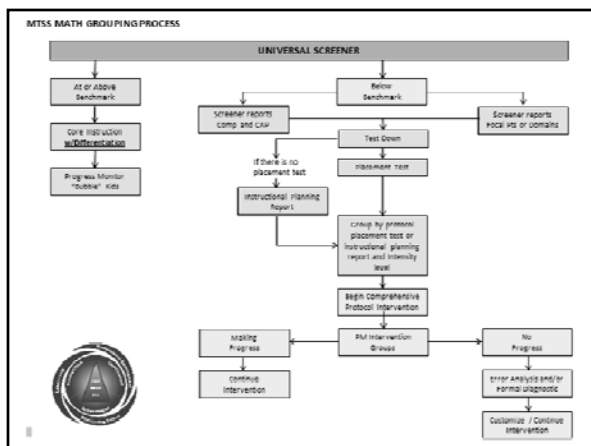 MTSS MATH GROUPING PROCESS
UNIVERSAL SCREENER
At or Above
Benchmark
Core Instruction
w/Differentiation
Progress Monitor
"Bubble" Kids
Below
Benchmark
Screener reports
Comp and CAP
Screener reports
Focal Pts or Domains
Test Down
If there is no
placement test
Placement Test
Instructional Planning
Report
Group by protocol
placement test or
instructional planning
report and intensity
level
Begin Comprehensive
Protocol Intervention
Making
Progress
PM Intervention
Groups
No
Progress
Continue
Intervention
Error Analysis and/or
Formal Diagnostic
Customize / Continue
Intervention